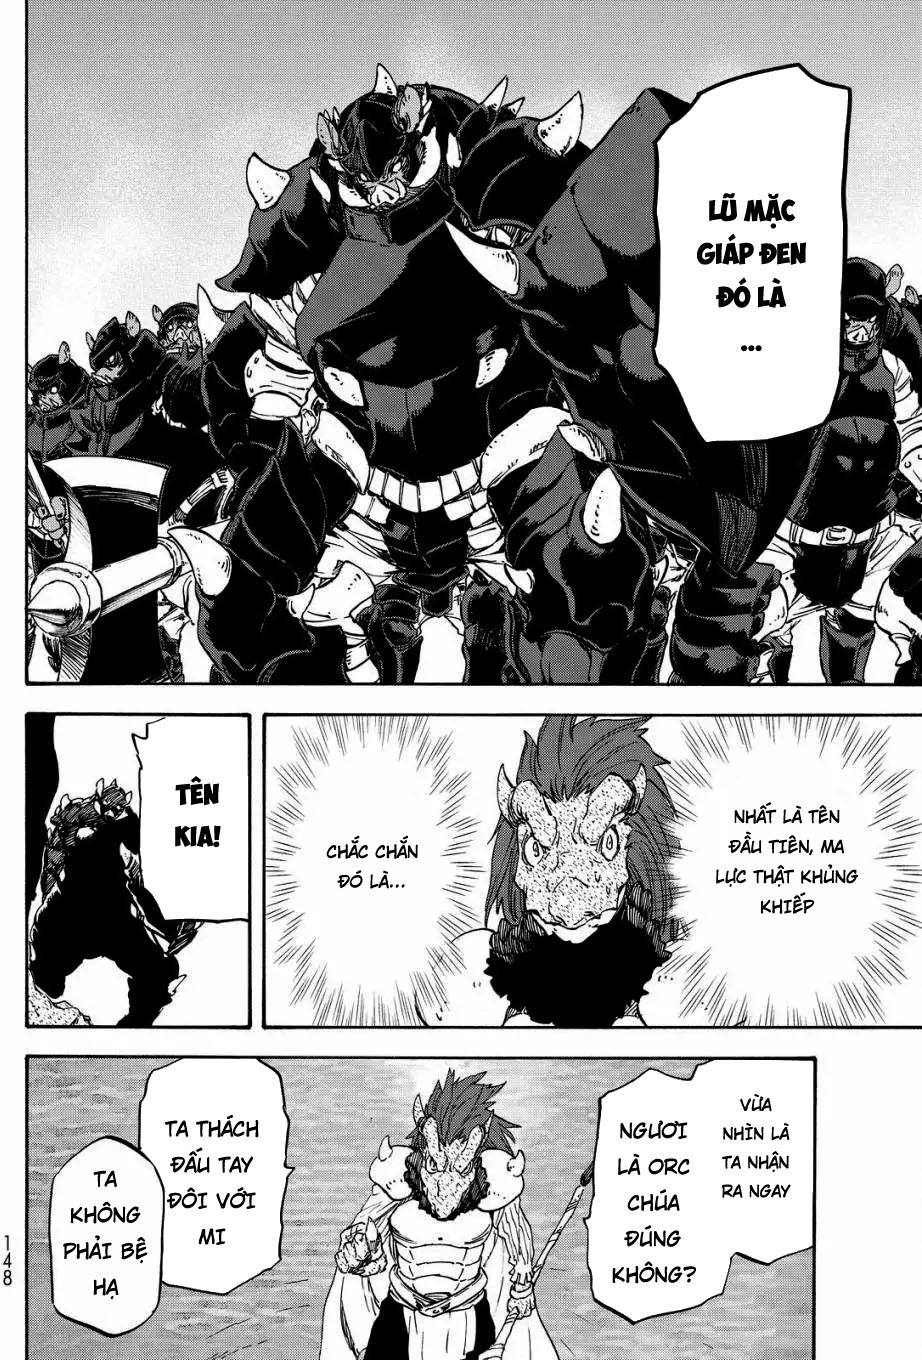 LŨ MẶC
GIÁP ĐEN
ĐÓ LÀ
...
NHẤT LÀ TÊN
ĐẦU TIÊN, MA
LỰC THẬT KHỦNG
KHIẾP
CHẮC CHẮN
ĐÓ LÀ...
TÊN
KIA!
VỪA
NHÌN LÀ
TA NHẬN
RA NGAY
NGƯƠI
LÀ ORC
CHÚA
ĐÚNG
KHÔNG?
TA THÁCH
ĐẤU TAY
ĐÔI VỚI
MI
TA
KHÔNG
PHẢI BỆ
HẠ
148